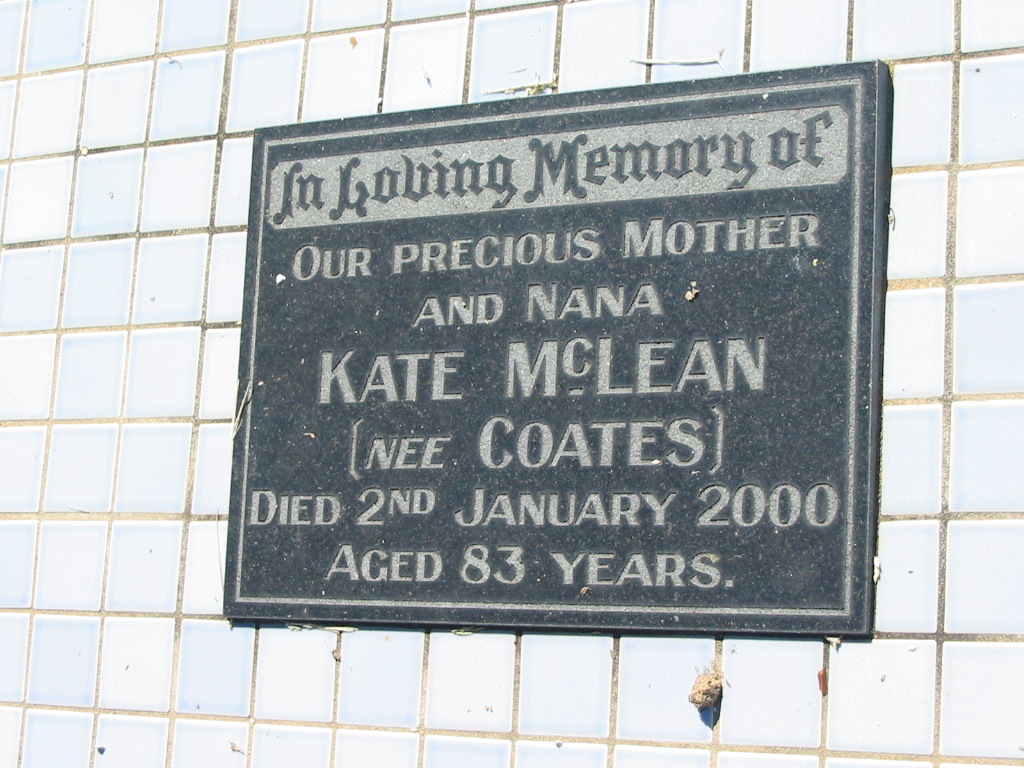 In Loving Memory of
OUR PRECIOUS MOTHER
AND NANA
KATE McLEAN
(NEE COATES)
DIED 2ND JANUARY 2000
AGED 83 YEARS.